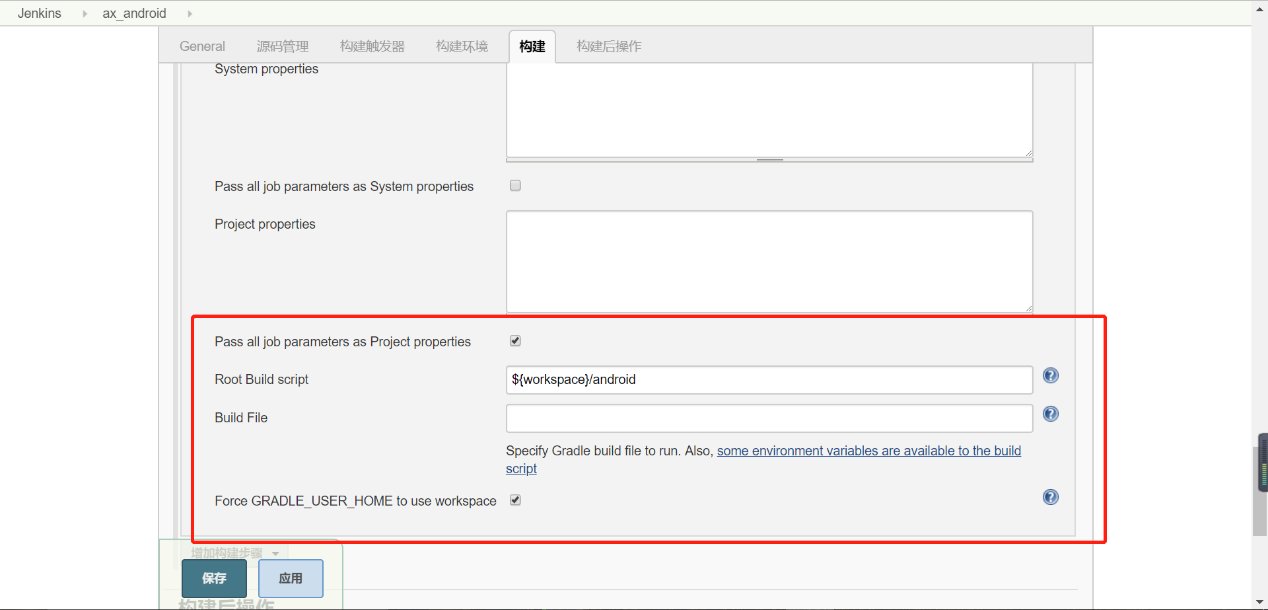 Jenkins ax_android
General 源码管理 构建触发器 构建环境 构建 构建后操作
System properties
Pass all job parameters as System properties
Project properties
Pass all job parameters as Project properties
Root Build script ${workspace}/android
Build File
Specify Gradle build file to run. Also, some environment variables are available to the build
script
Force GRADLE_USER_HOME to use workspace
增加构建步骤
保存 应用
构建后操作